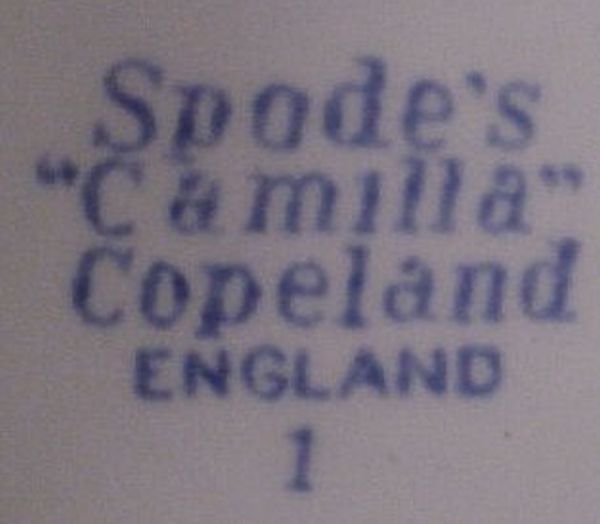 Spode's
"Camilla"
Copeland
ENGLAND
1